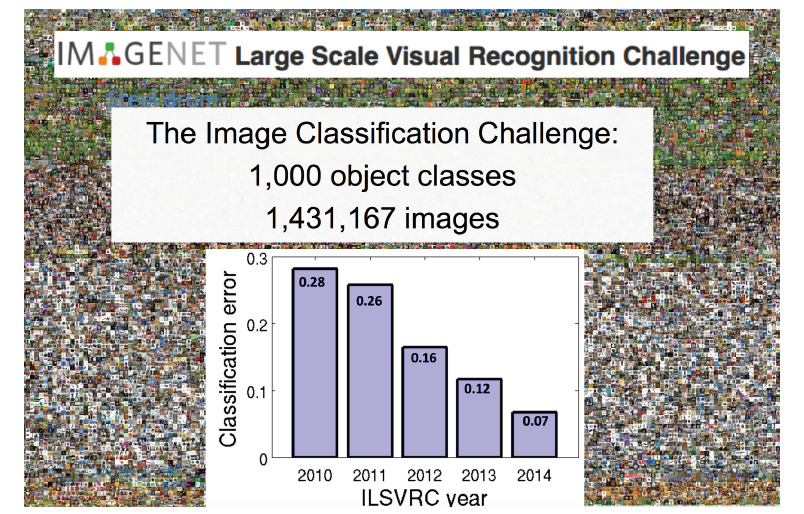 IMAGENET Large Scale Visual Recognition Challenge
Steel drum
The Image Classification Challenge:
1,000 object classes
1,431,167 images
Classification error
0.3
0.2
0.1
0
0.28
0.26
0.16
0.12
0.07
2010 2011 2012 2013 2014
ILSVRC year